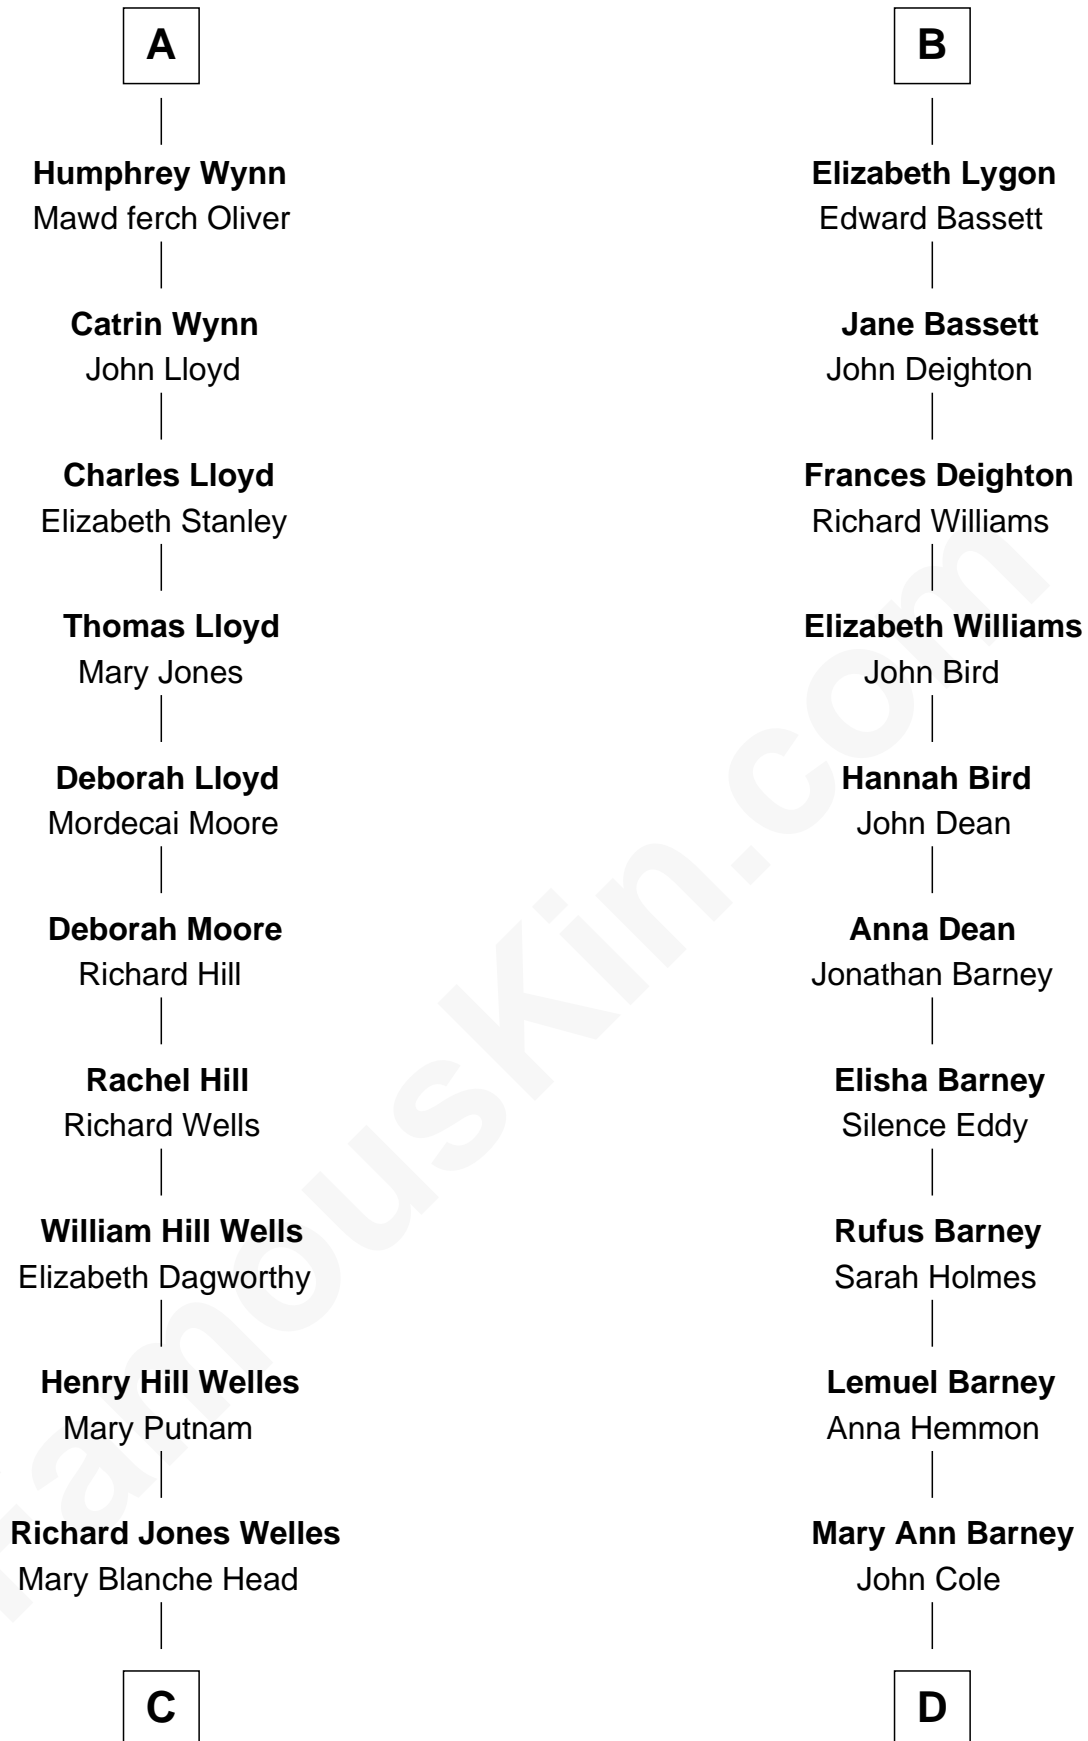 A
Humphrey Wynn
Mawd ferch Oliver
Catrin Wynn
John Lloyd
Charles Lloyd
Elizabeth Stanley
Thomas Lloyd
Mary Jones
Deborah Lloyd
Mordecai Moore
Deborah Moore
Richard Hill
Rachel Hill
Richard Wells
William Hill Wells
Elizabeth Dagworthy
Henry Hill Welles
Mary Putnam
Richard Jones Welles
Mary Blanche Head
C
B
Elizabeth Lygon
Edward Bassett
Jane Bassett
John Deighton
Frances Deighton
Richard Williams
Elizabeth Williams
John Bird
Hannah Bird
John Dean
Anna Dean
Jonathan Barney
Elisha Barney
Silence Eddy
Rufus Barney
Sarah Holmes
Lemuel Barney
Anna Hemmon
Mary Ann Barney
John Cole
D
FamousKin.com